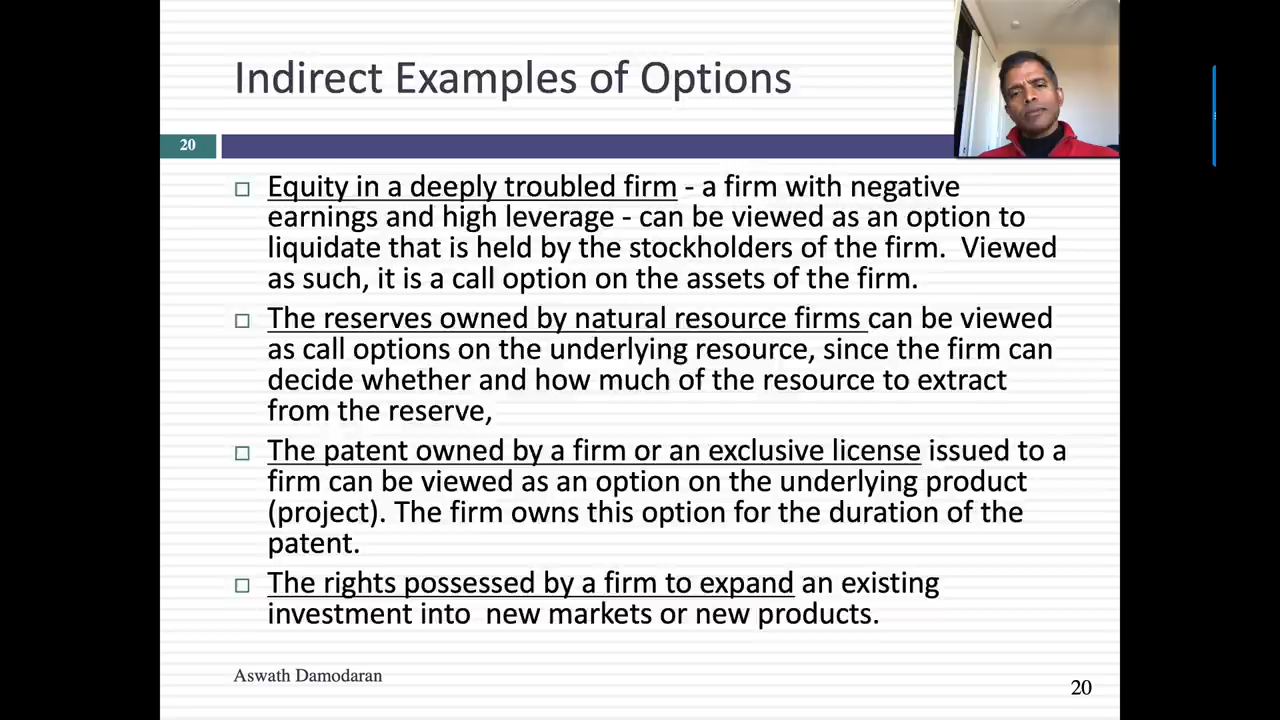 Indirect Examples of Options
20
□ Equity in a deeply troubled firm - a firm with negative
earnings and high leverage - can be viewed as an option to
liquidate that is held by the stockholders of the firm.  Viewed
as such, it is a call option on the assets of the firm.
□ The reserves owned by natural resource firms can be viewed
as call options on the underlying resource, since the firm can
decide whether and how much of the resource to extract
from the reserve,
□ The patent owned by a firm or an exclusive license issued to a
firm can be viewed as an option on the underlying product
(project). The firm owns this option for the duration of the
patent.
□ The rights possessed by a firm to expand an existing
investment into  new markets or new products.
Aswath Damodaran
20